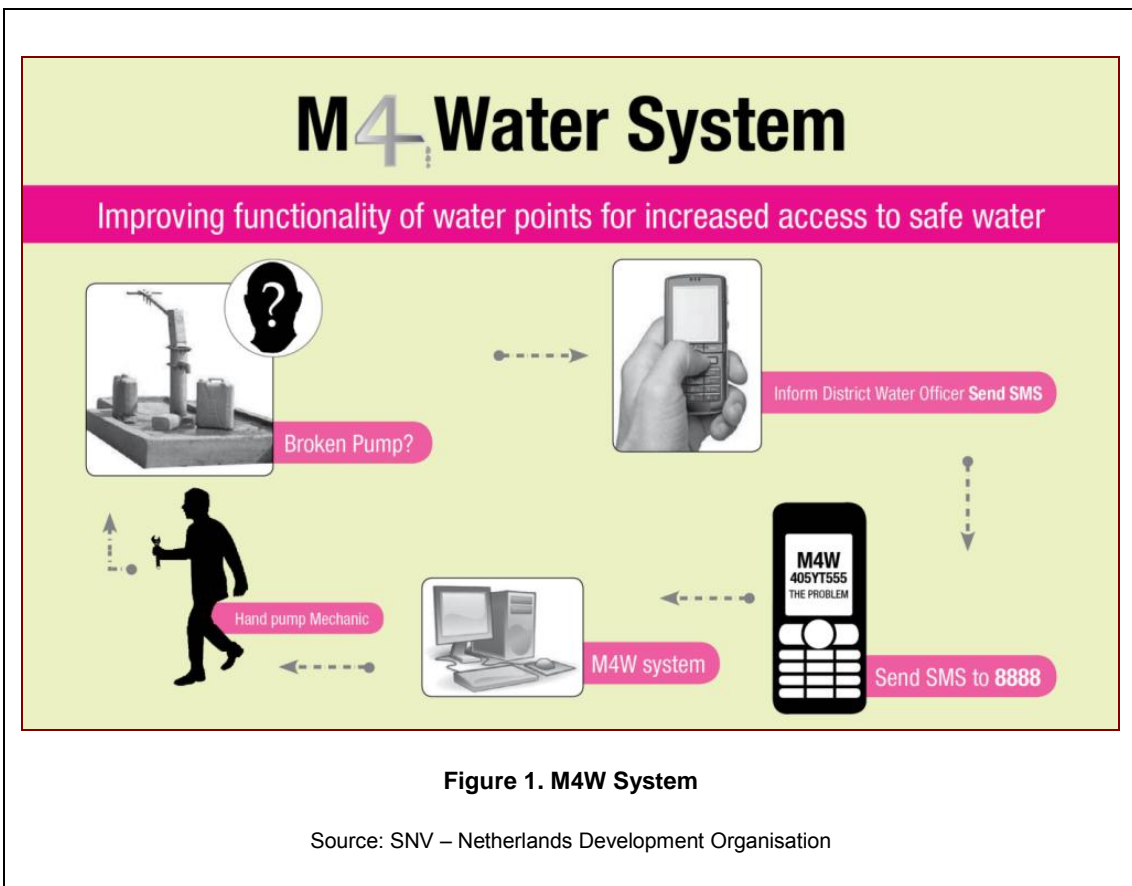 M4 Water System
Improving functionality of water points for increased access to safe water
?
Broken Pump?
Inform District Water Officer Send SMS
M4W
405YT555
THE PROBLEM
Send SMS to 8888
M4W system
Hand pump Mechanic
Figure 1. M4W System
Source: SNV – Netherlands Development Organisation